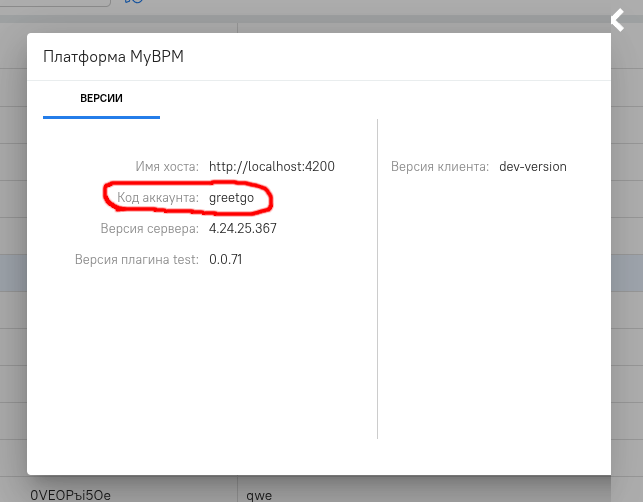 Платформа MyBPM
ВЕРСИИ
Имя хоста: http://localhost:4200
Код аккаунта: greetgo
Версия сервера: 4.24.25.367
Версия плагина test: 0.0.71
Версия клиента: dev-version
0VEOPъi5Oe qwe